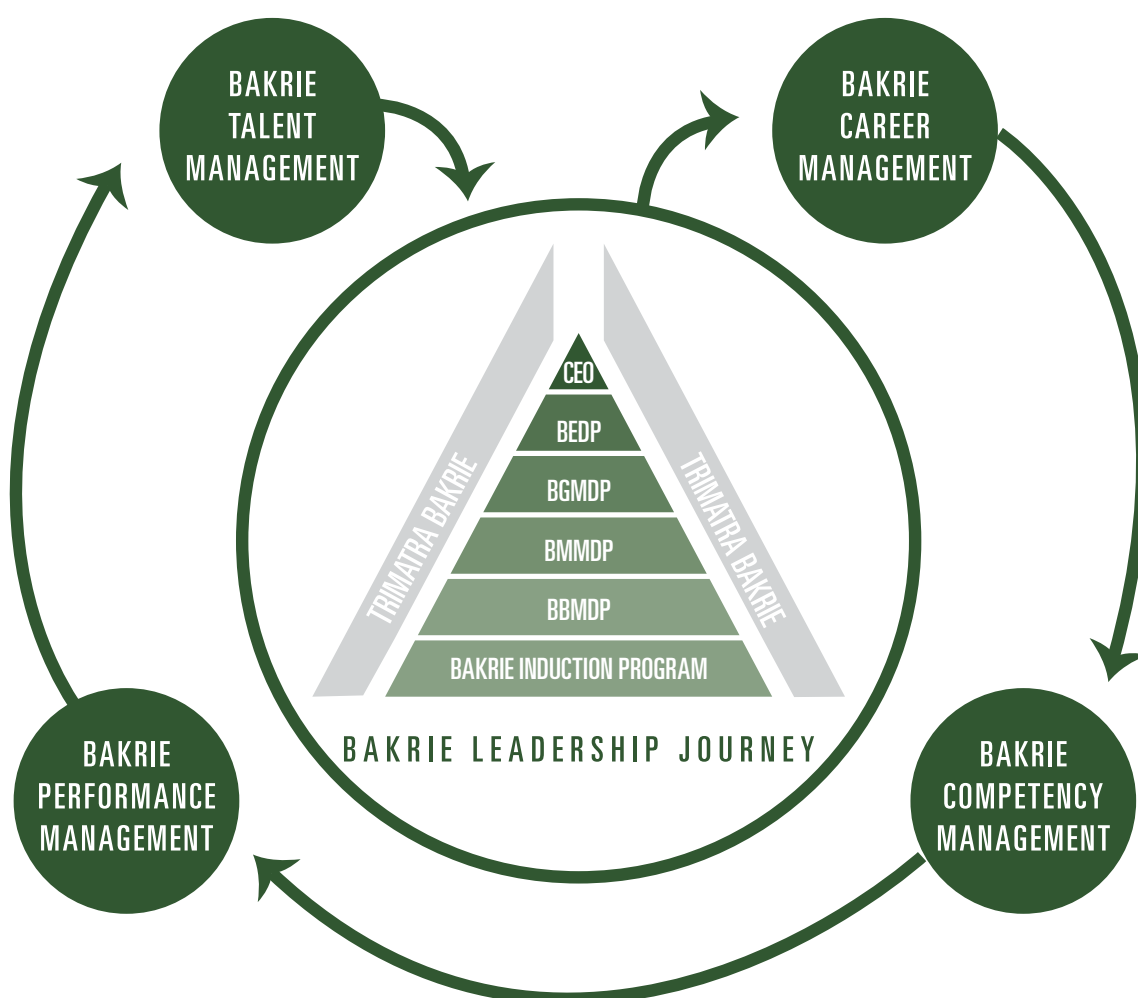 BAKRIE
TALENT
MANAGEMENT
BAKRIE
CAREER
MANAGEMENT
CEO
BEDP
BGMDP
BMMDP
BBMDP
BAKRIE INDUCTION PROGRAM
TRIMATRA BAKRIE
TRIMATRA BAKRIE
BAKRIE LEADERSHIP JOURNEY
BAKRIE
PERFORMANCE
MANAGEMENT
BAKRIE
COMPETENCY
MANAGEMENT